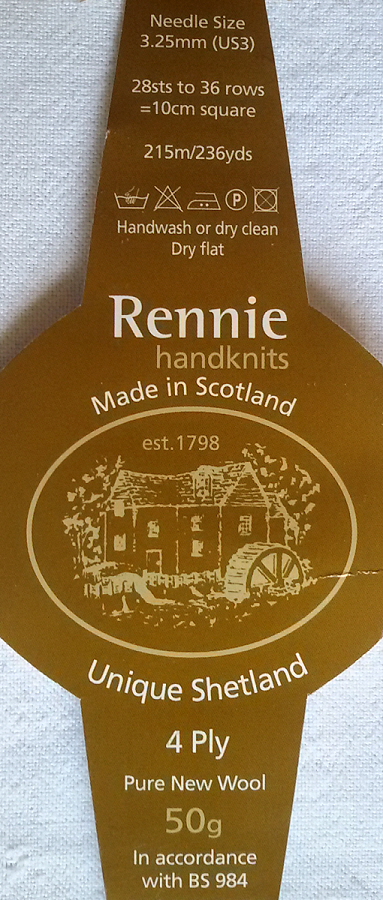 Needle Size
3.25mm (US3)
28sts to 36 rows
=10cm square
215m/236yds
P
Handwash or dry clean
Dry flat
Rennie
handknits
Made in Scotland
est.1798
Unique Shetland
4 Ply
Pure New Wool
50g
In accordance
with BS 984